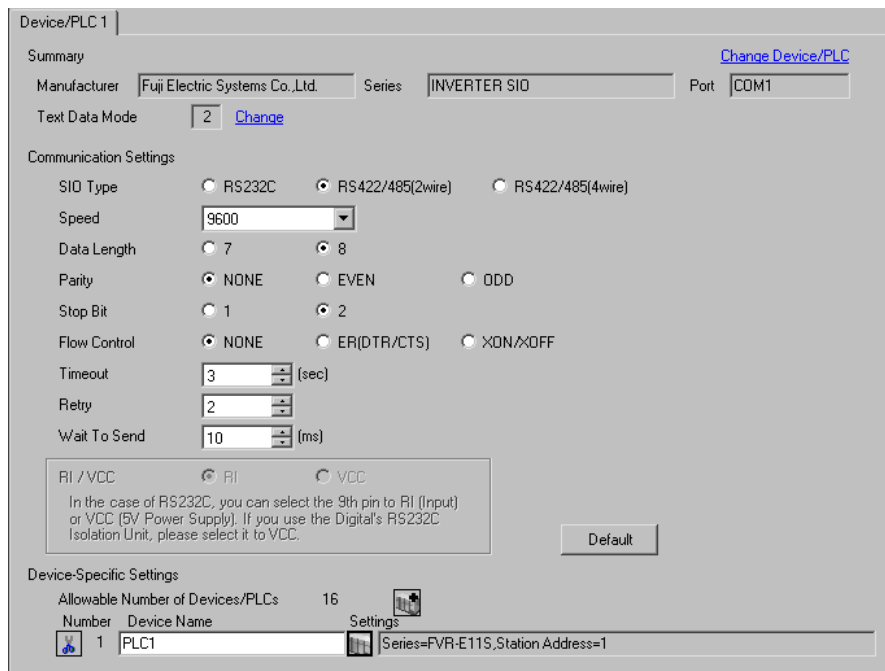 Device/PLC 1
Summary Change Device/PLC
Manufacturer Fuji Electric Systems Co.,Ltd. Series INVERTER SIO Port COM1
Text Data Mode 2 Change
Communication Settings
SIO Type RS232C RS422/485(2wire) RS422/485(4wire)
Speed 9600
Data Length 7 8
Parity NONE EVEN ODD
Stop Bit 1 2
Flow Control NONE ER(DTR/CTS) XON/XOFF
Timeout 3 (sec)
Retry 2
Wait To Send 10 (ms)
RI / VCC RI VCC
In the case of RS232C, you can select the 9th pin to RI (Input)
or VCC (5V Power Supply). If you use the Digital's RS232C
Isolation Unit, please select it to VCC.
Default
Device-Specific Settings
Allowable Number of Devices/PLCs 16
Number Device Name Settings
1 PLC1 Series=FVR-E11S,Station Address=1